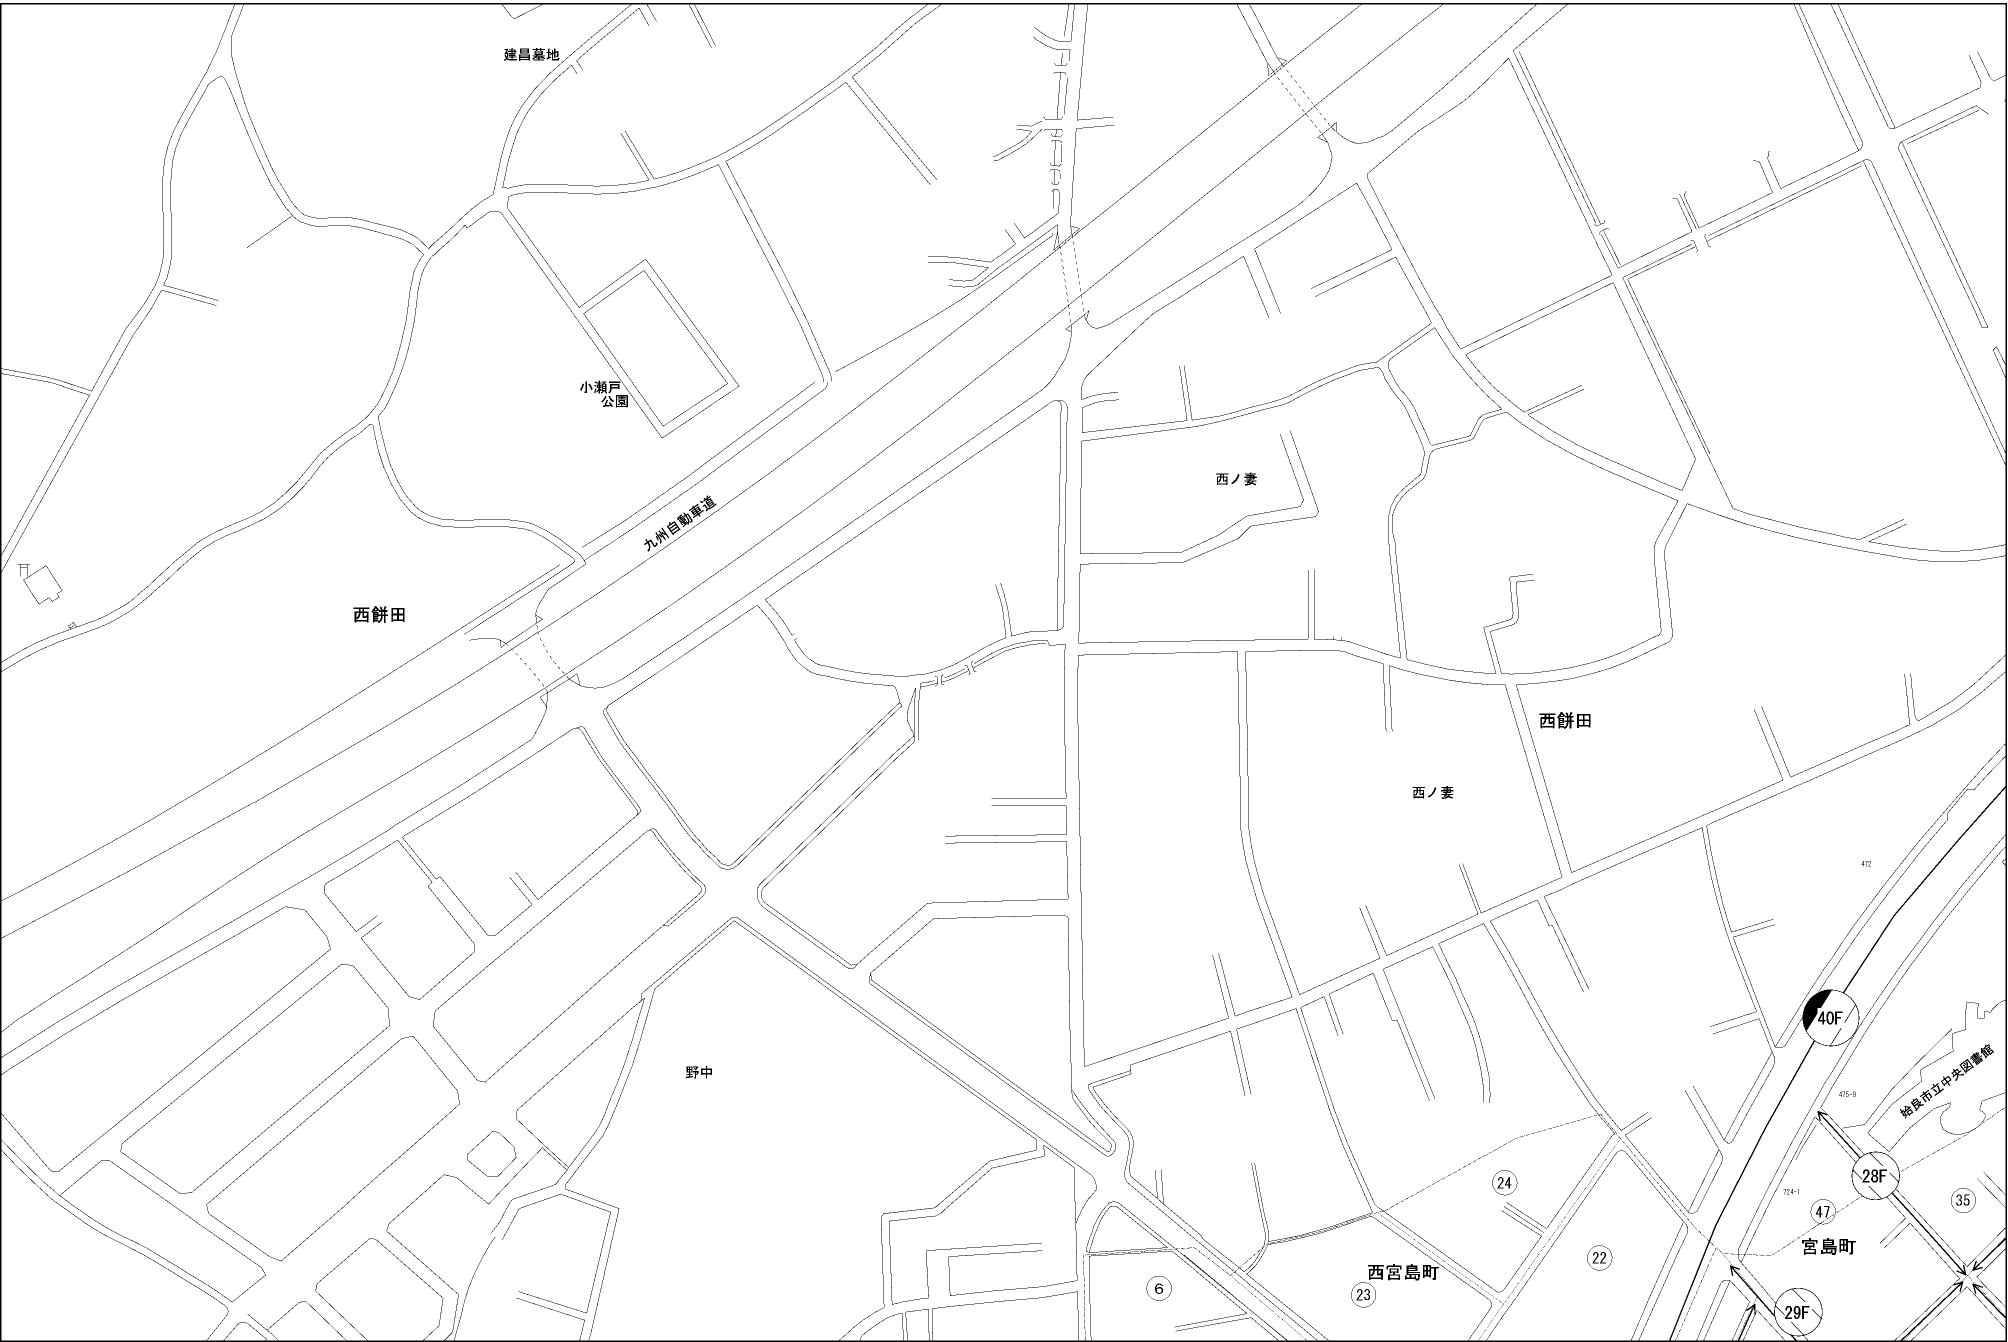 建昌墓地
小瀬戸
公園
九州自動車道
西ノ妻
西餅田
西餅田
西ノ妻
472
40F
姶良市立中央図書館
野中
475-9
28F
24
724-1
47
35
宮島町
22
西宮島町
6
23
29F